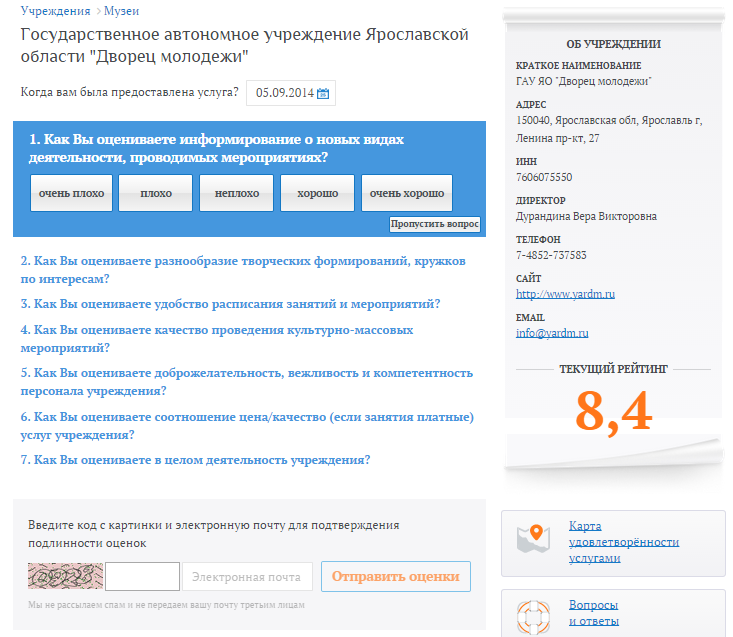 Учреждения > Музеи
Государственное автономное учреждение Ярославской
области "Дворец молодежи"
Когда вам была предоставлена услуга? 05.09.2014
1. Как Вы оцениваете информирование о новых видах
деятельности, проводимых мероприятиях?
очень плохо плохо неплохо хорошо очень хорошо
Пропустить вопрос
2. Как Вы оцениваете разнообразие творческих формирований, кружков
по интересам?
3. Как Вы оцениваете удобство расписания занятий и мероприятий?
4. Как Вы оцениваете качество проведения культурно-массовых
мероприятий?
5. Как Вы оцениваете доброжелательность, вежливость и компетентность
персонала учреждения?
6. Как Вы оцениваете соотношение цена/качество (если занятия платные)
услуг учреждения?
7. Как Вы оцениваете в целом деятельность учреждения?
Введите код с картинки и электронную почту для подтверждения
подлинности оценок
Электронная почта Отправить оценки
Мы не рассылаем спам и не передаем вашу почту третьим лицам
ОБ УЧРЕЖДЕНИИ
КРАТКОЕ НАИМЕНОВАНИЕ
ГАУ ЯО "Дворец молодежи"
АДРЕС
150040, Ярославская обл, Ярославль г,
Ленина пр-кт, 27
ИНН
7606075550
ДИРЕКТОР
Дурандина Вера Викторовна
ТЕЛЕФОН
7-4852-737583
САЙТ
http://www.yardm.ru
EMAIL
info@yardm.ru
ТЕКУЩИЙ РЕЙТИНГ
8,4
Карта
удовлетворённости
услугами
Вопросы
и ответы